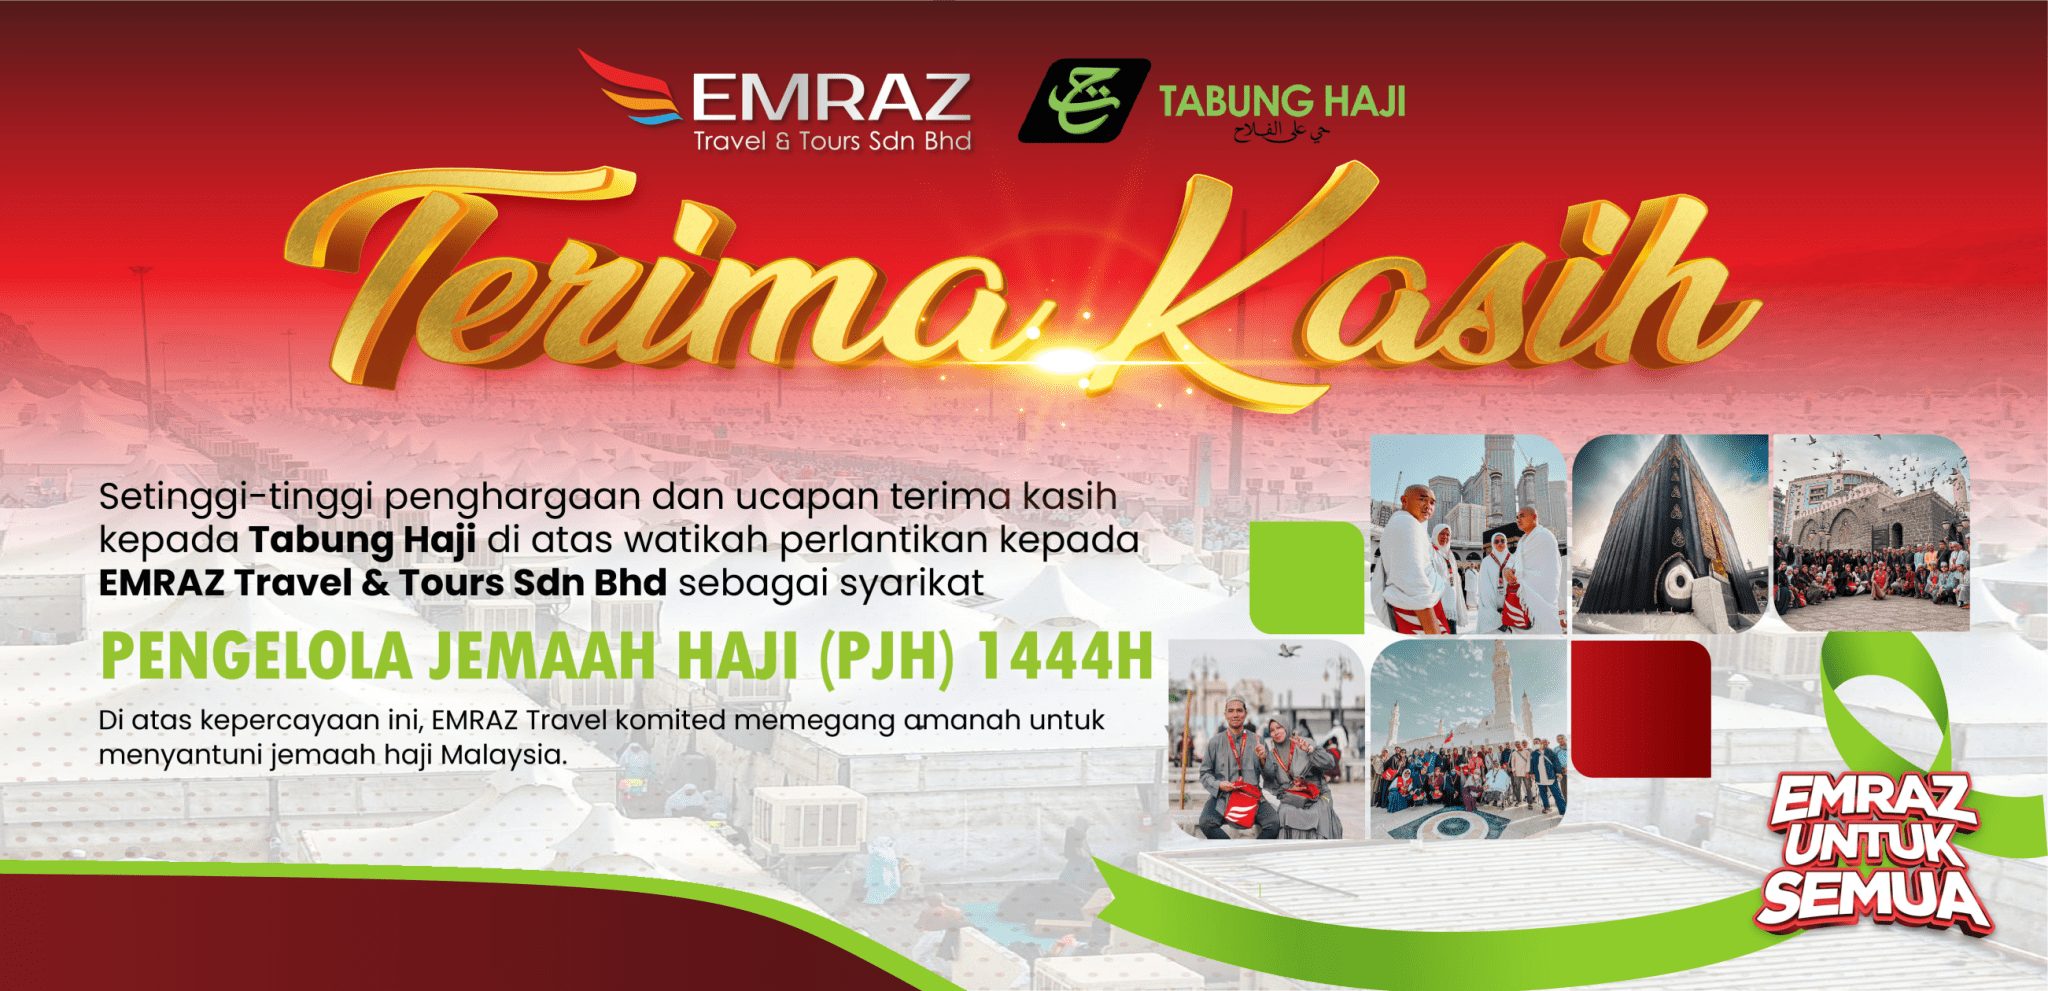 EMRAZ
Travel & Tours Sdn Bhd
TABUNG HAJI
حي على الفلاح
Terima Kasih
Setinggi-tinggi penghargaan dan ucapan terima kasih
kepada Tabung Haji di atas watikah perlantikan kepada
EMRAZ Travel & Tours Sdn Bhd sebagai syarikat
PENGELOLA JEMAAH HAJI (PJH) 1444H
Di atas kepercayaan ini, EMRAZ Travel komited memegang amanah untuk
menyantuni jemaah haji Malaysia.
EMRAZ
UNTUK
SEMUA